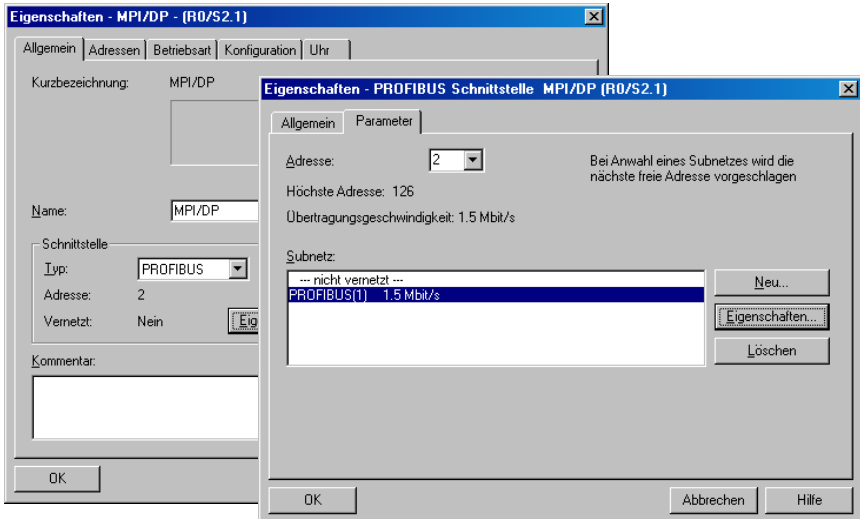 Eigenschaften - MPI/DP - (R0/S2.1)
Allgemein Adressen Betriebsart Konfiguration Uhr
Kurzbezeichnung: MPI/DP
Name: MPI/DP
Schnittstelle
Typ: PROFIBUS
Adresse: 2
Vernetzt: Nein Eig
Kommentar:
OK
Eigenschaften - PROFIBUS Schnittstelle MPI/DP (R0/S2.1)
Allgemein Parameter
Adresse: 2
Bei Anwahl eines Subnetzes wird die
nächste freie Adresse vorgeschlagen
Höchste Adresse: 126
Übertragungsgeschwindigkeit: 1.5 Mbit/s
Subnetz:
--- nicht vernetzt ---
PROFIBUS(1) 1.5 Mbit/s
Neu...
Eigenschaften...
Löschen
OK Abbrechen Hilfe